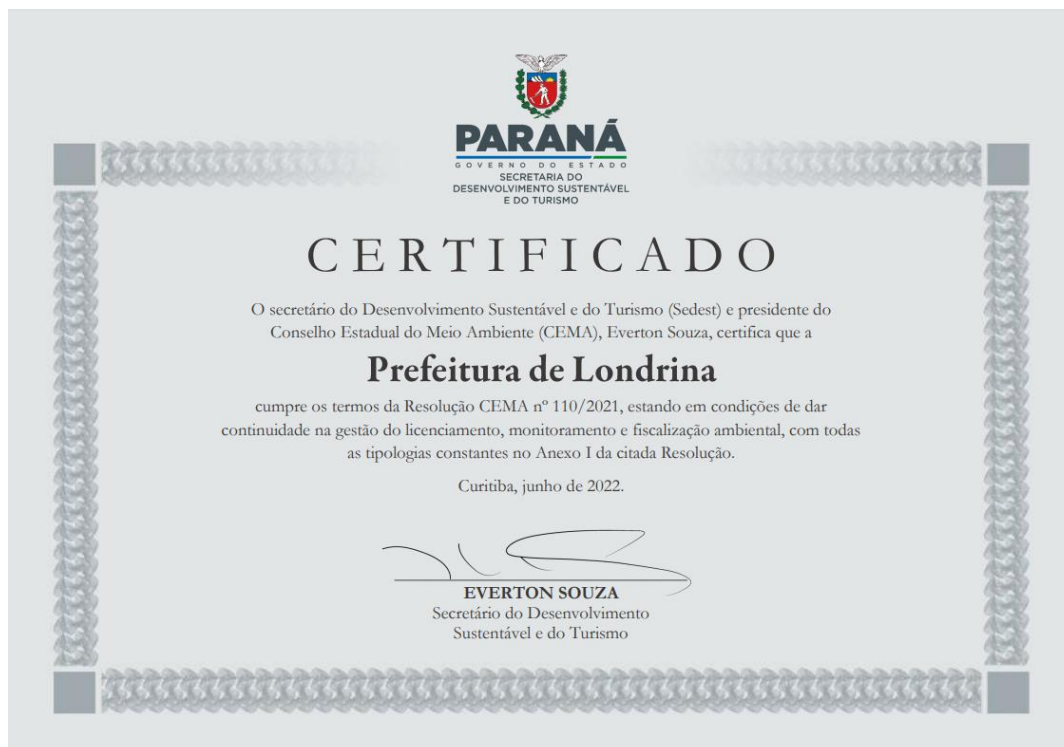 PARANÁ
GOVERNO DO ESTADO
SECRETARIA DO
DESENVOLVIMENTO SUSTENTÁVEL
E DO TURISMO
CERTIFICADO
O secretário do Desenvolvimento Sustentável e do Turismo (Sedest) e presidente do
Conselho Estadual do Meio Ambiente (CEMA), Everton Souza, certifica que a
Prefeitura de Londrina
cumpre os termos da Resolução CEMA nº 110/2021, estando em condições de dar
continuidade na gestão do licenciamento, monitoramento e fiscalização ambiental, com todas
as tipologias constantes no Anexo I da citada Resolução.
Curitiba, junho de 2022.
EVERTON SOUZA
Secretário do Desenvolvimento
Sustentável e do Turismo